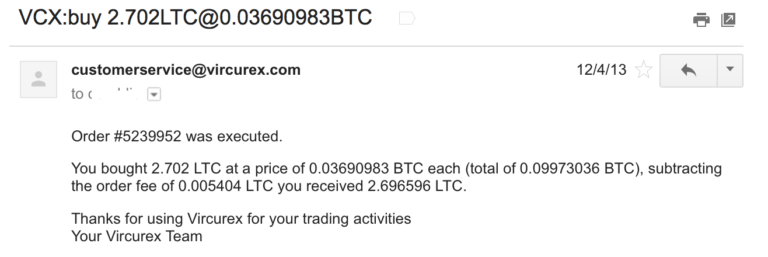 VCX:buy 2.702LTC@0.03690983BTC
customerservice@vircurex.com
12/4/13
to
Order #5239952 was executed.
You bought 2.702 LTC at a price of 0.03690983 BTC each (total of 0.09973036 BTC), subtracting
the order fee of 0.005404 LTC you received 2.696596 LTC.
Thanks for using Vircurex for your trading activities
Your Vircurex Team